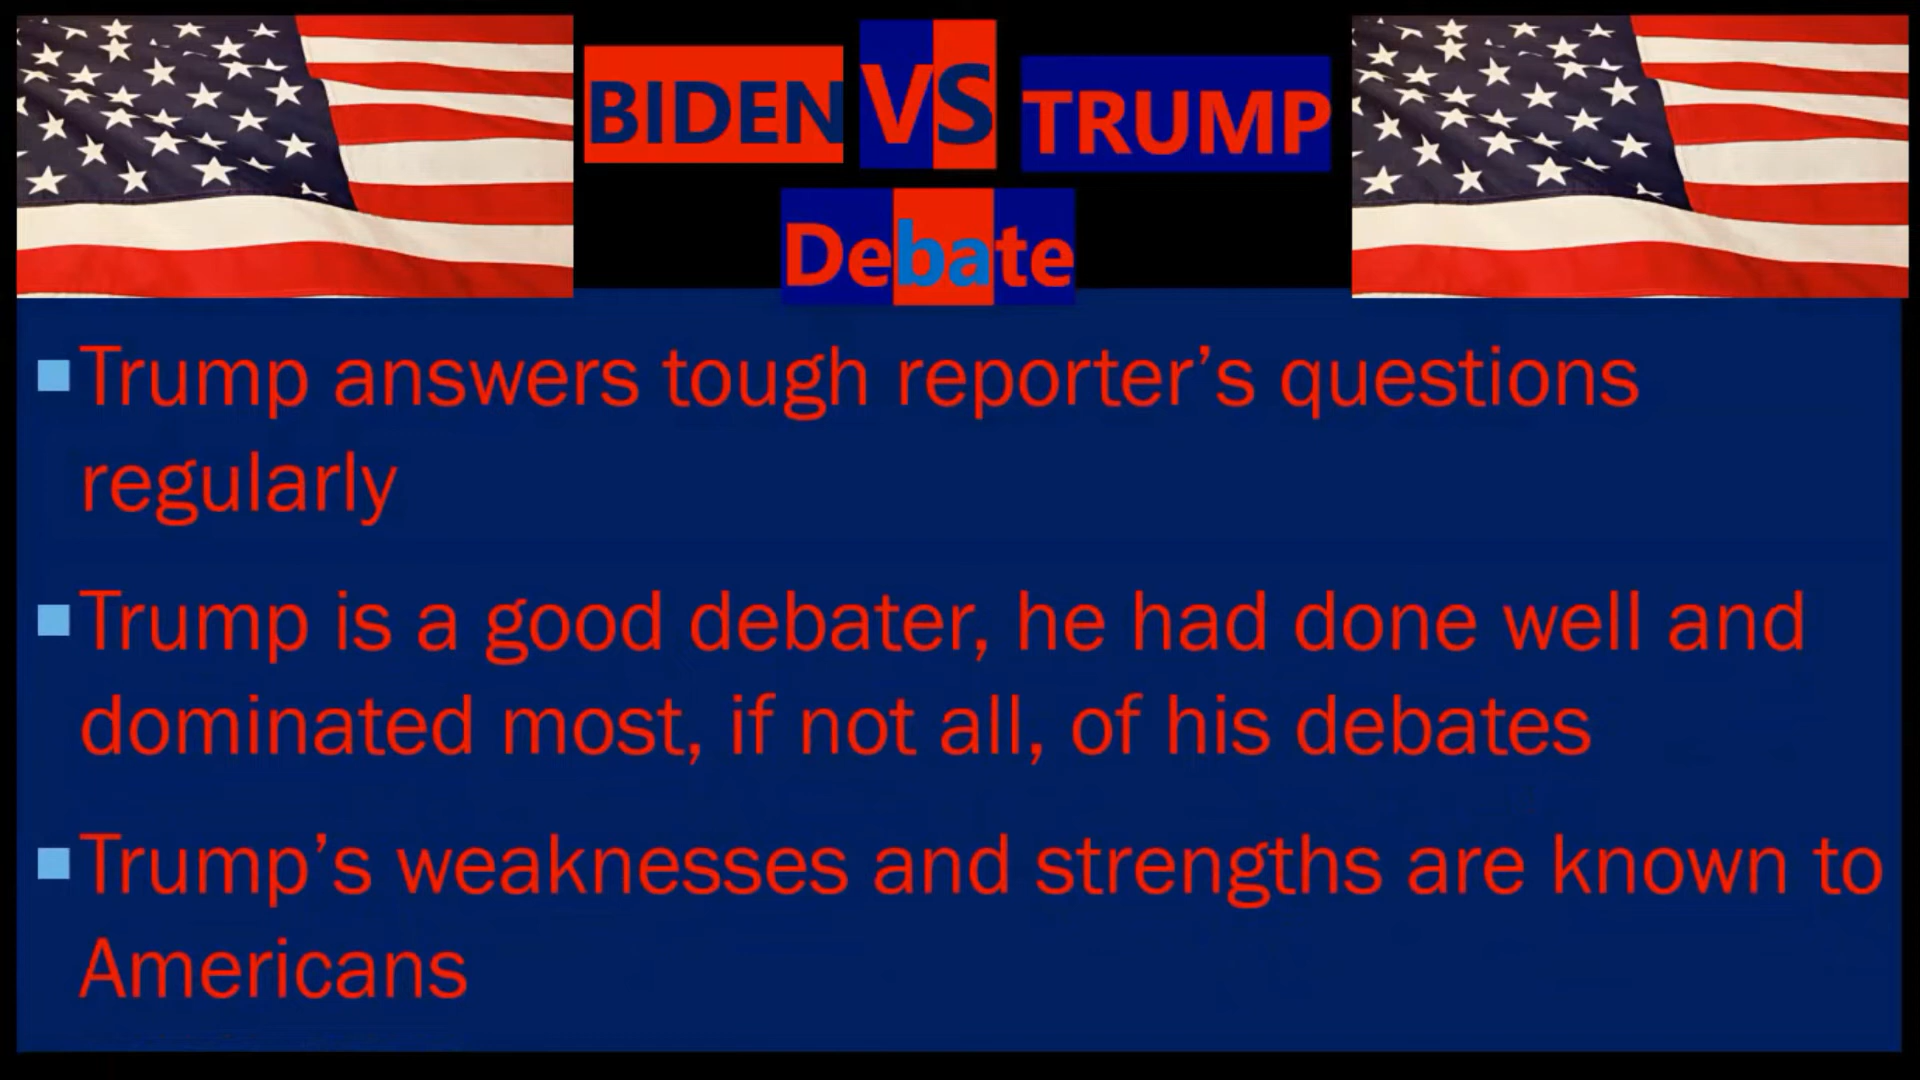 BIDEN VS TRUMP
Debate
Trump answers tough reporter’s questions
regularly
Trump is a good debater, he had done well and
dominated most, if not all, of his debates
Trump’s weaknesses and strengths are known to
Americans